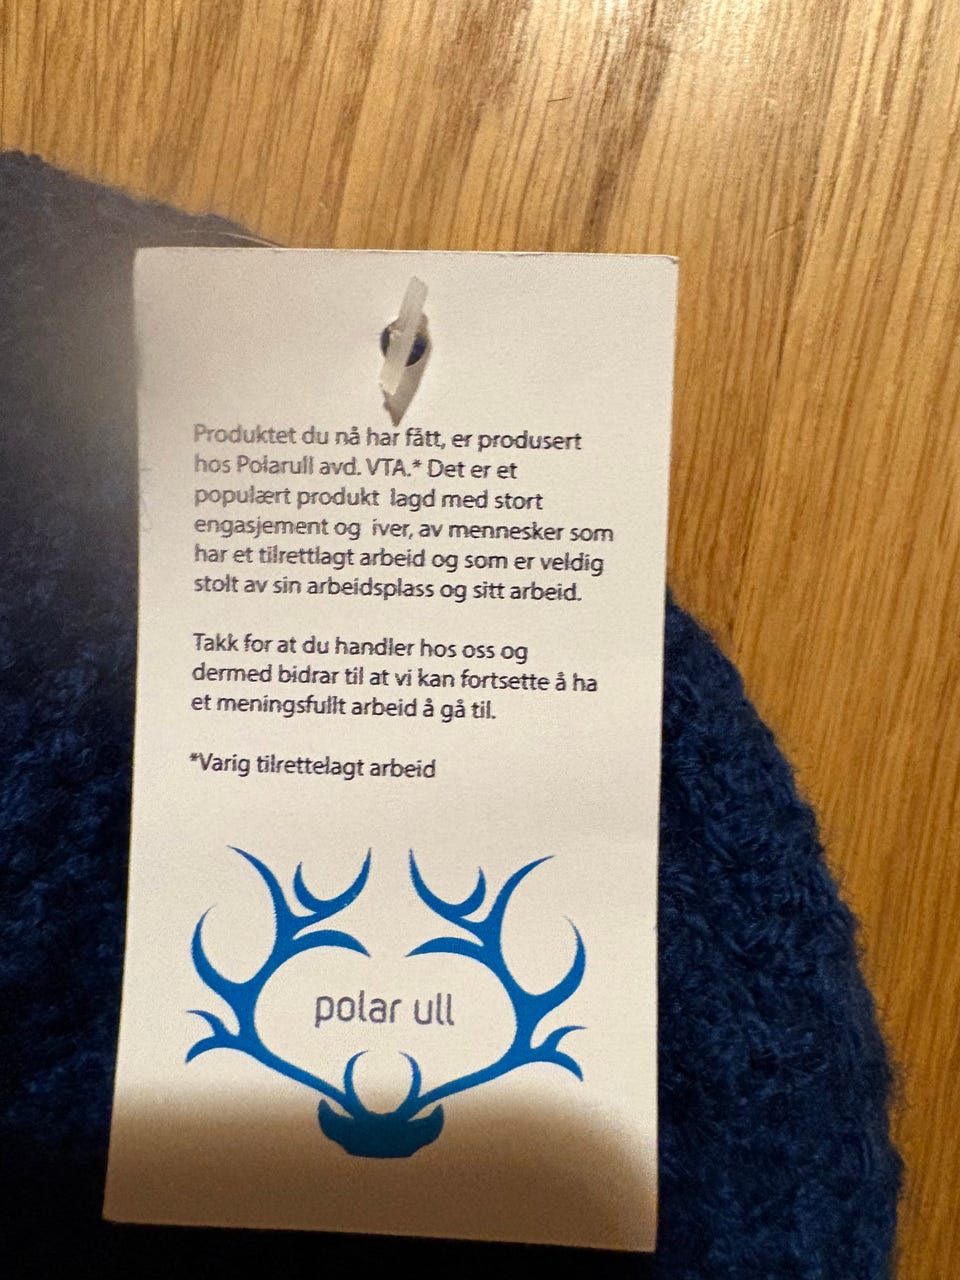 Produktet du nå har fått, er produsert
hos Polarull avd. VTA.* Det er et
populært produkt lagd med stort
engasjement og iver, av mennesker som
har et tilrettlagt arbeid og som er veldig
stolt av sin arbeidsplass og sitt arbeid.
Takk for at du handler hos oss og
dermed bidrar til at vi kan fortsette å ha
et meningsfullt arbeid å gå til.
*Varig tilrettelagt arbeid
polar ull